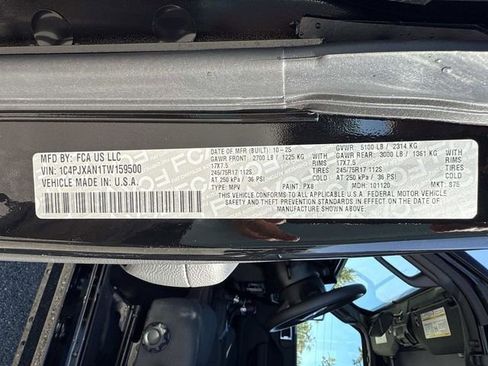 MFD BY: FCA US LLC
VIN: 1C4PJXAN1TW159500
VEHICLE MADE IN U.S.A.
DATE OF MFR (BUILT): 10-25
GAWR FRONT: 2700 LB / 1225 KG
WITH
17X7.5
RIMS
245/75R17 112S
TIRES
AT 250 kPa / 36 PSI
COLD
GVWR: 5100 LB / 2314 KG
GAWR REAR: 3000 LB / 1361 KG
WITH
17X7.5
RIMS
245/75R17 112S
TIRES
AT 250 kPa / 36 PSI
COLD
TYPE: MPV PAINT: PX8 MDH: 101120 MKT: S76
THIS VEHICLE CONFORMS TO ALL APPLICABLE U.S.A. FEDERAL MOTOR VEHICLE
SAFETY AND THEFT PREVENTION STANDARDS IN EFFECT ON THE DATE OF
MANUFACTURE SHOWN ABOVE.